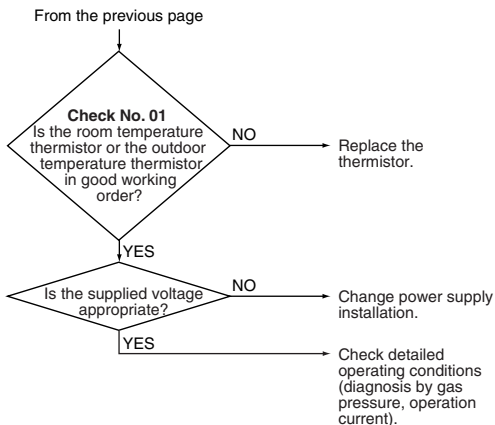 From the previous page
Check No. 01
Is the room temperature
thermistor or the outdoor
temperature thermistor
in good working
order?
NO
Replace the
thermistor.
YES
Is the supplied voltage
appropriate?
NO
Change power supply
installation.
YES
Check detailed
operating conditions
(diagnosis by gas
pressure, operation
current).